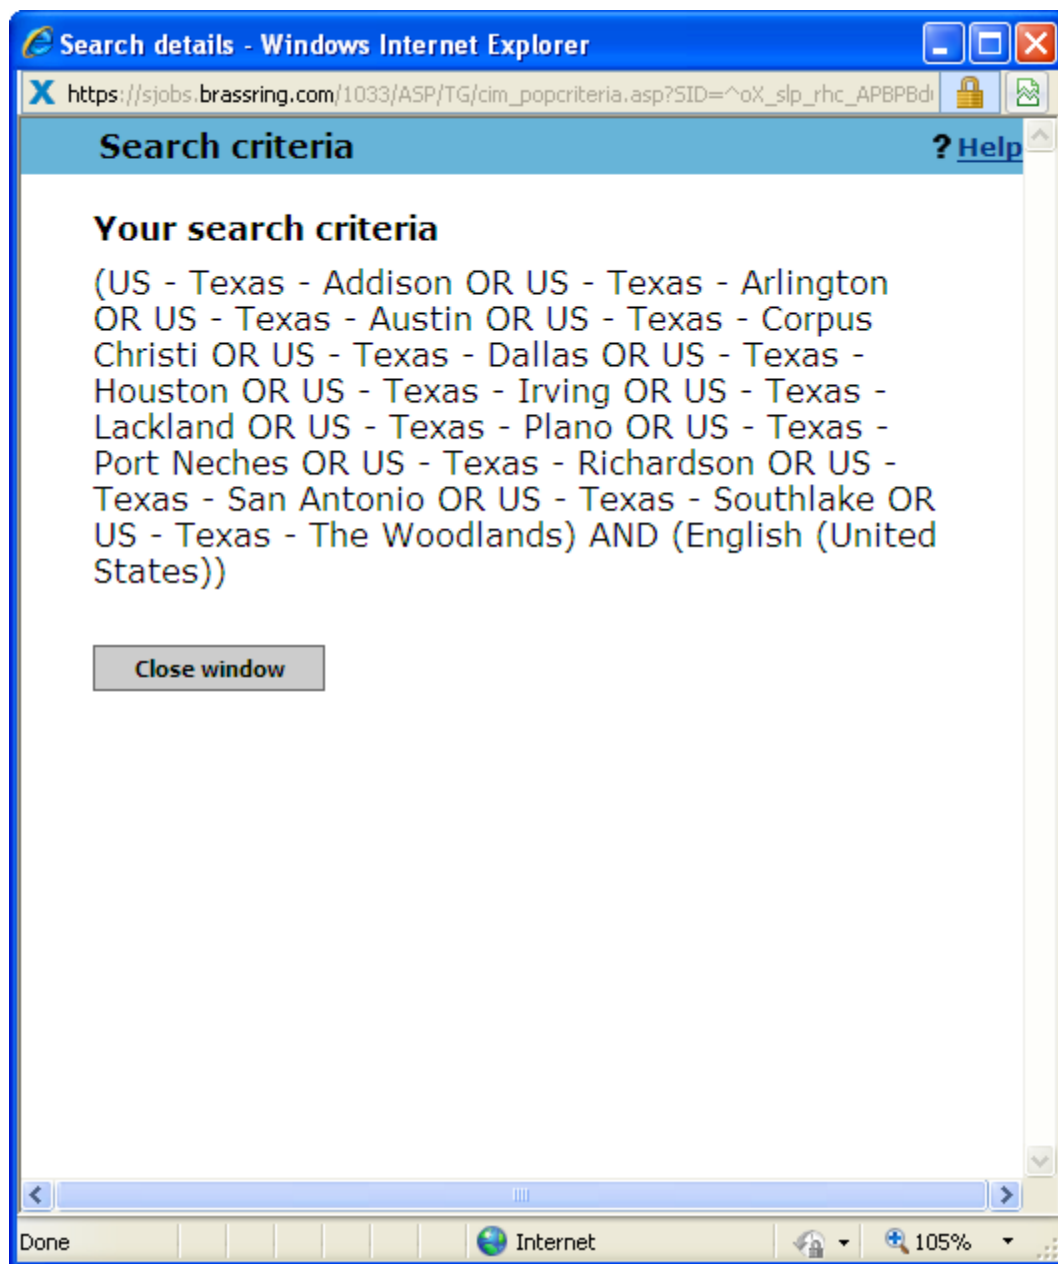 Search details - Windows Internet Explorer
https://sjobs.brassring.com/1033/ASP/TG/cim_popcriteria.asp?SID=^oX_slp_rhc_APBPBd
Search criteria
? Help
Your search criteria
(US - Texas - Addison OR US - Texas - Arlington
OR US - Texas - Austin OR US - Texas - Corpus
Christi OR US - Texas - Dallas OR US - Texas -
Houston OR US - Texas - Irving OR US - Texas -
Lackland OR US - Texas - Plano OR US - Texas -
Port Neches OR US - Texas - Richardson OR US -
Texas - San Antonio OR US - Texas - Southlake OR
US - Texas - The Woodlands) AND (English (United
States))
Close window
Done
Internet
105%